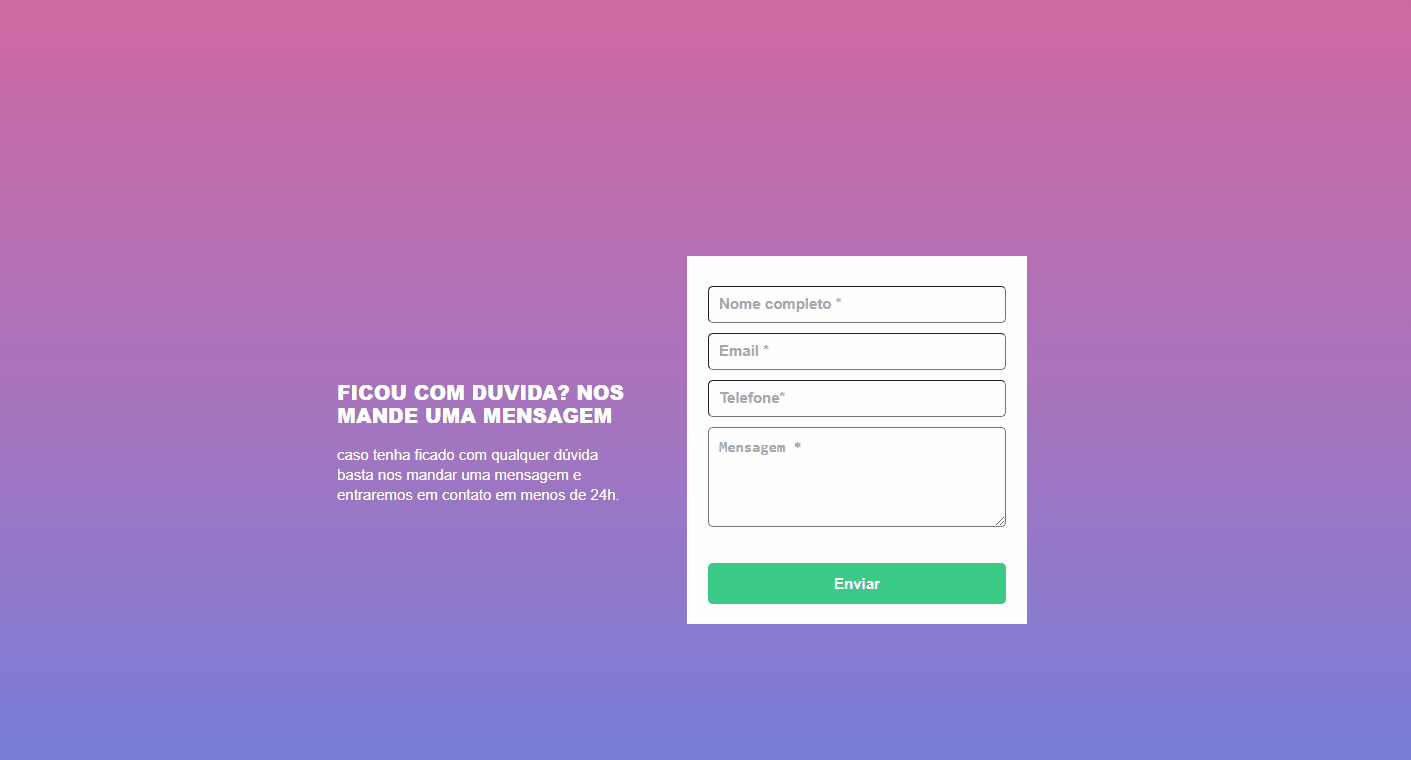 FICOU COM DUVIDA? NOS
MANDE UMA MENSAGEM
caso tenha ficado com qualquer dúvida
basta nos mandar uma mensagem e
entraremos em contato em menos de 24h.
Nome completo *
Email *
Telefone*
Mensagem *
Enviar